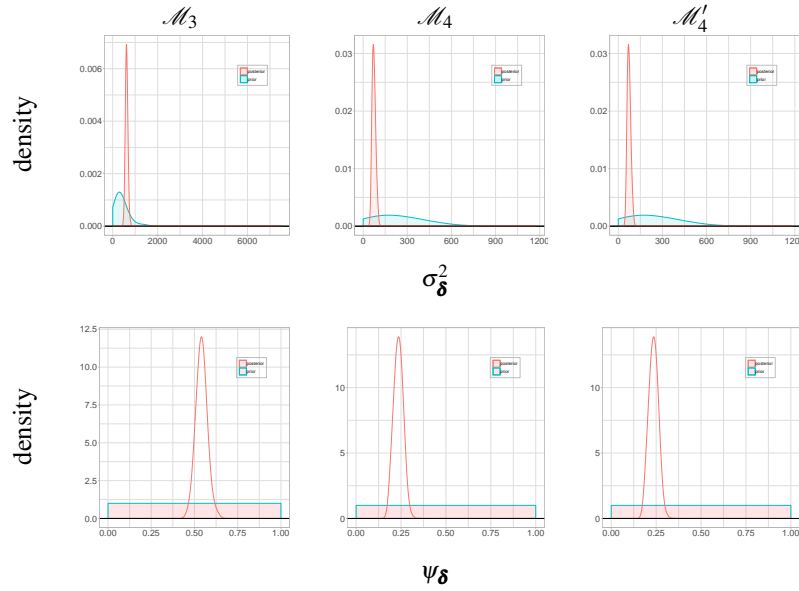 ℳ3 ℳ4 ℳ′4
density
0.006 0.004 0.002 0.000
posterior
prior
0 2000 4000 6000
0.03 0.02 0.01 0.00
posterior
prior
0 300 600 900 1200
0.03 0.02 0.01 0.00
posterior
prior
0 300 600 900 1200
σ²𝜹
density
12.5 10.0 7.5 5.0 2.5 0.0
posterior
prior
0.00 0.25 0.50 0.75 1.00
10 5 0
posterior
prior
0.00 0.25 0.50 0.75 1.00
10 5 0
posterior
prior
0.00 0.25 0.50 0.75 1.00
ψ𝜹